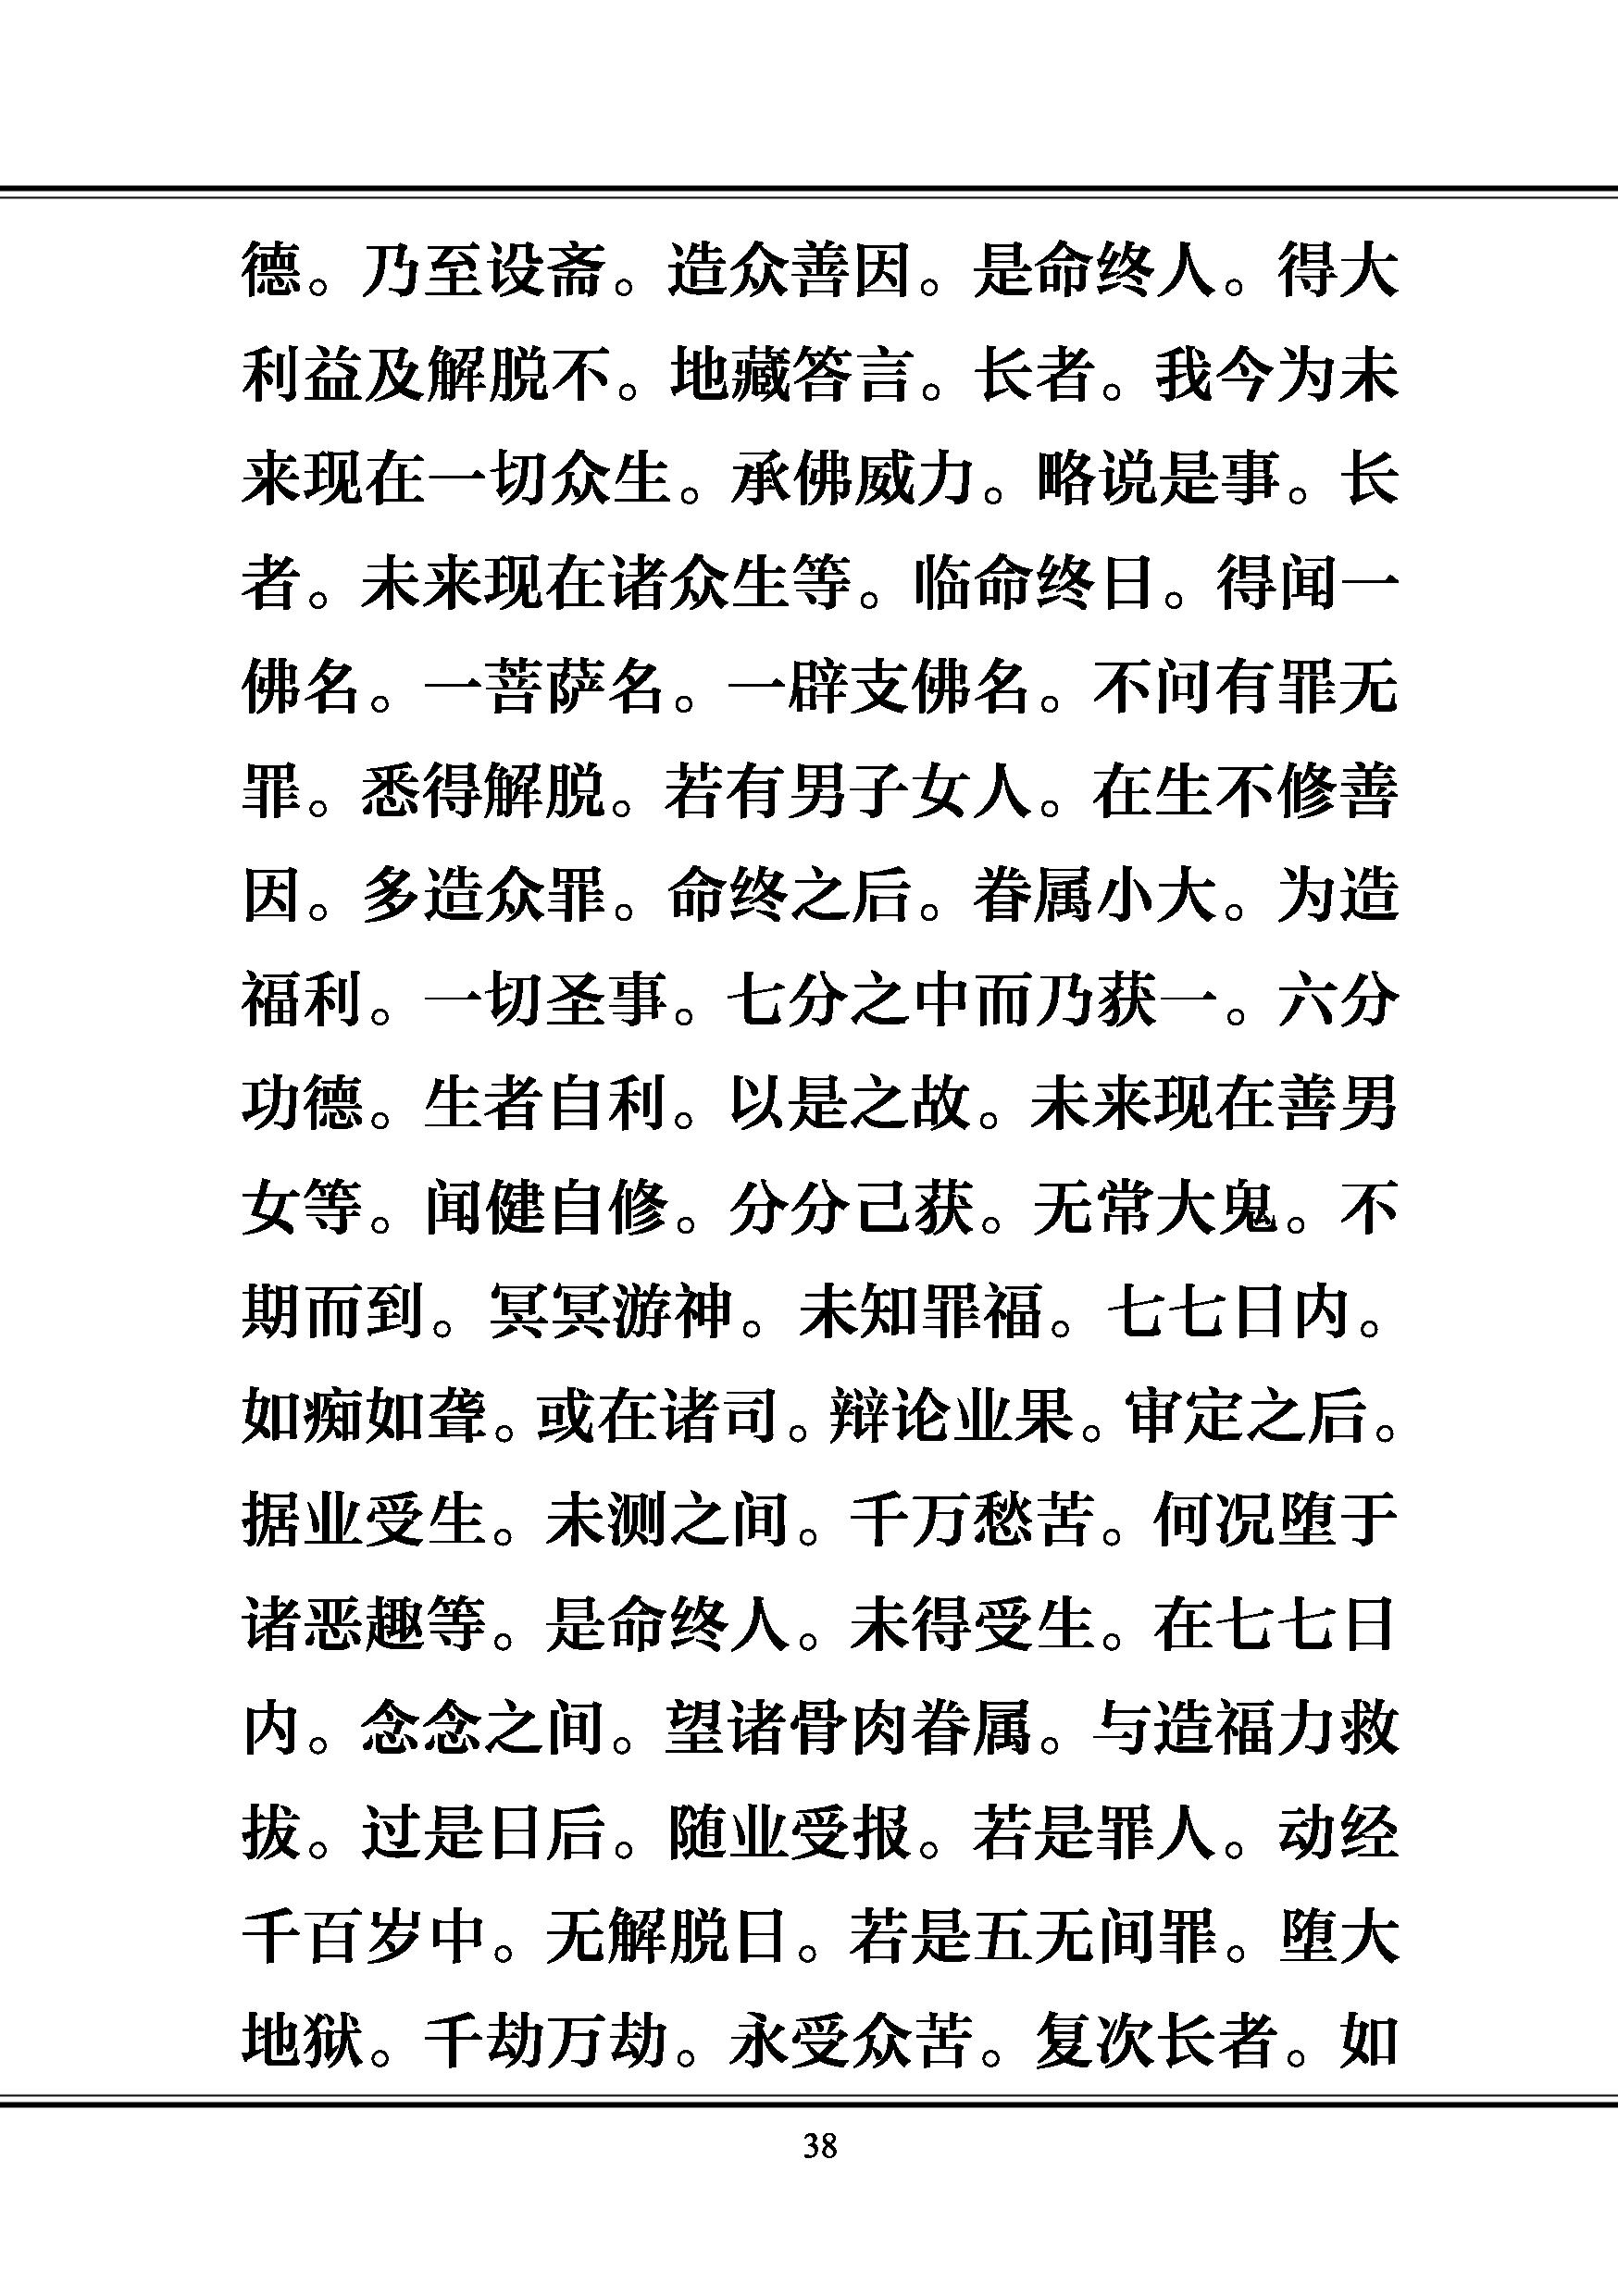 德。乃至设斋。造众善因。是命终人。得大
利益及解脱不。地藏答言。长者。我今为未
来现在一切众生。承佛威力。略说是事。长
者。未来现在诸众生等。临命终日。得闻一
佛名。一菩萨名。一辟支佛名。不问有罪无
罪。悉得解脱。若有男子女人。在生不修善
因。多造众罪。命终之后。眷属小大。为造
福利。一切圣事。七分之中而乃获一。六分
功德。生者自利。以是之故。未来现在善男
女等。闻健自修。分分己获。无常大鬼。不
期而到。冥冥游神。未知罪福。七七日内。
如痴如聋。或在诸司。辩论业果。审定之后。
据业受生。未测之间。千万愁苦。何况堕于
诸恶趣等。是命终人。未得受生。在七七日
内。念念之间。望诸骨肉眷属。与造福力救
拔。过是日后。随业受报。若是罪人。动经
千百岁中。无解脱日。若是五无间罪。堕大
地狱。千劫万劫。永受众苦。复次长者。如
38